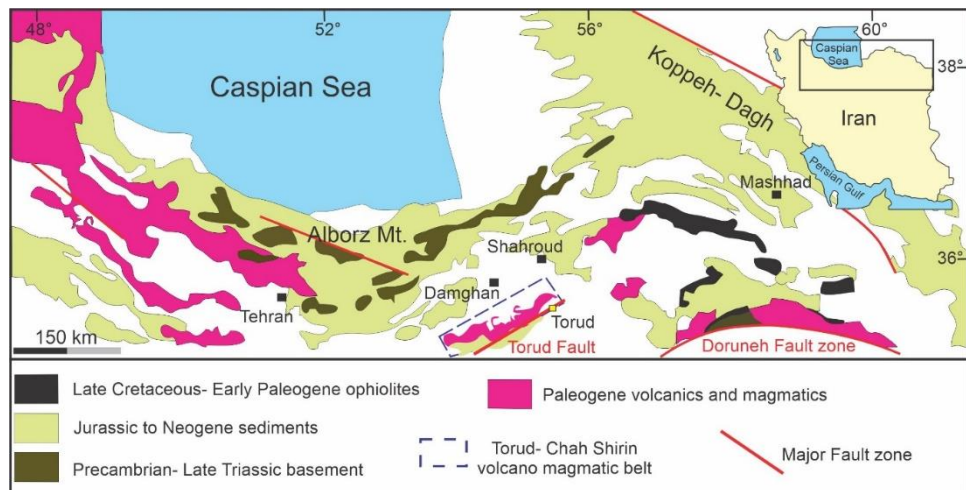 48°
52°
56°
60°
38°
36°
Caspian Sea
Koppeh- Dagh
Caspian
Sea
Iran
Persian Gulf
Mashhad
Alborz Mt.
Shahroud
Damghan
Tehran
Torud
150 km
Torud Fault
Doruneh Fault zone
Late Cretaceous- Early Paleogene ophiolites
Jurassic to Neogene sediments
Precambrian- Late Triassic basement
Paleogene volcanics and magmatics
Torud- Chah Shirin
volcano magmatic belt
Major Fault zone